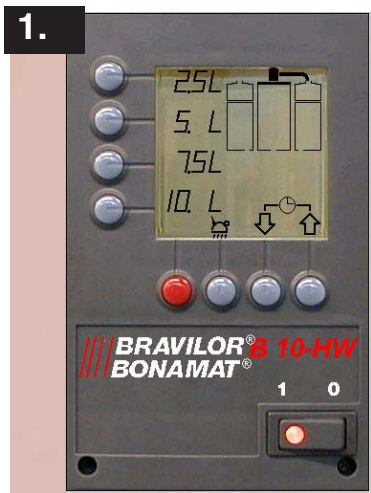 1.
2.5L
5. L
7.5L
10. L
BRAVILOR® B 10-HW
BONAMAT®
1 0